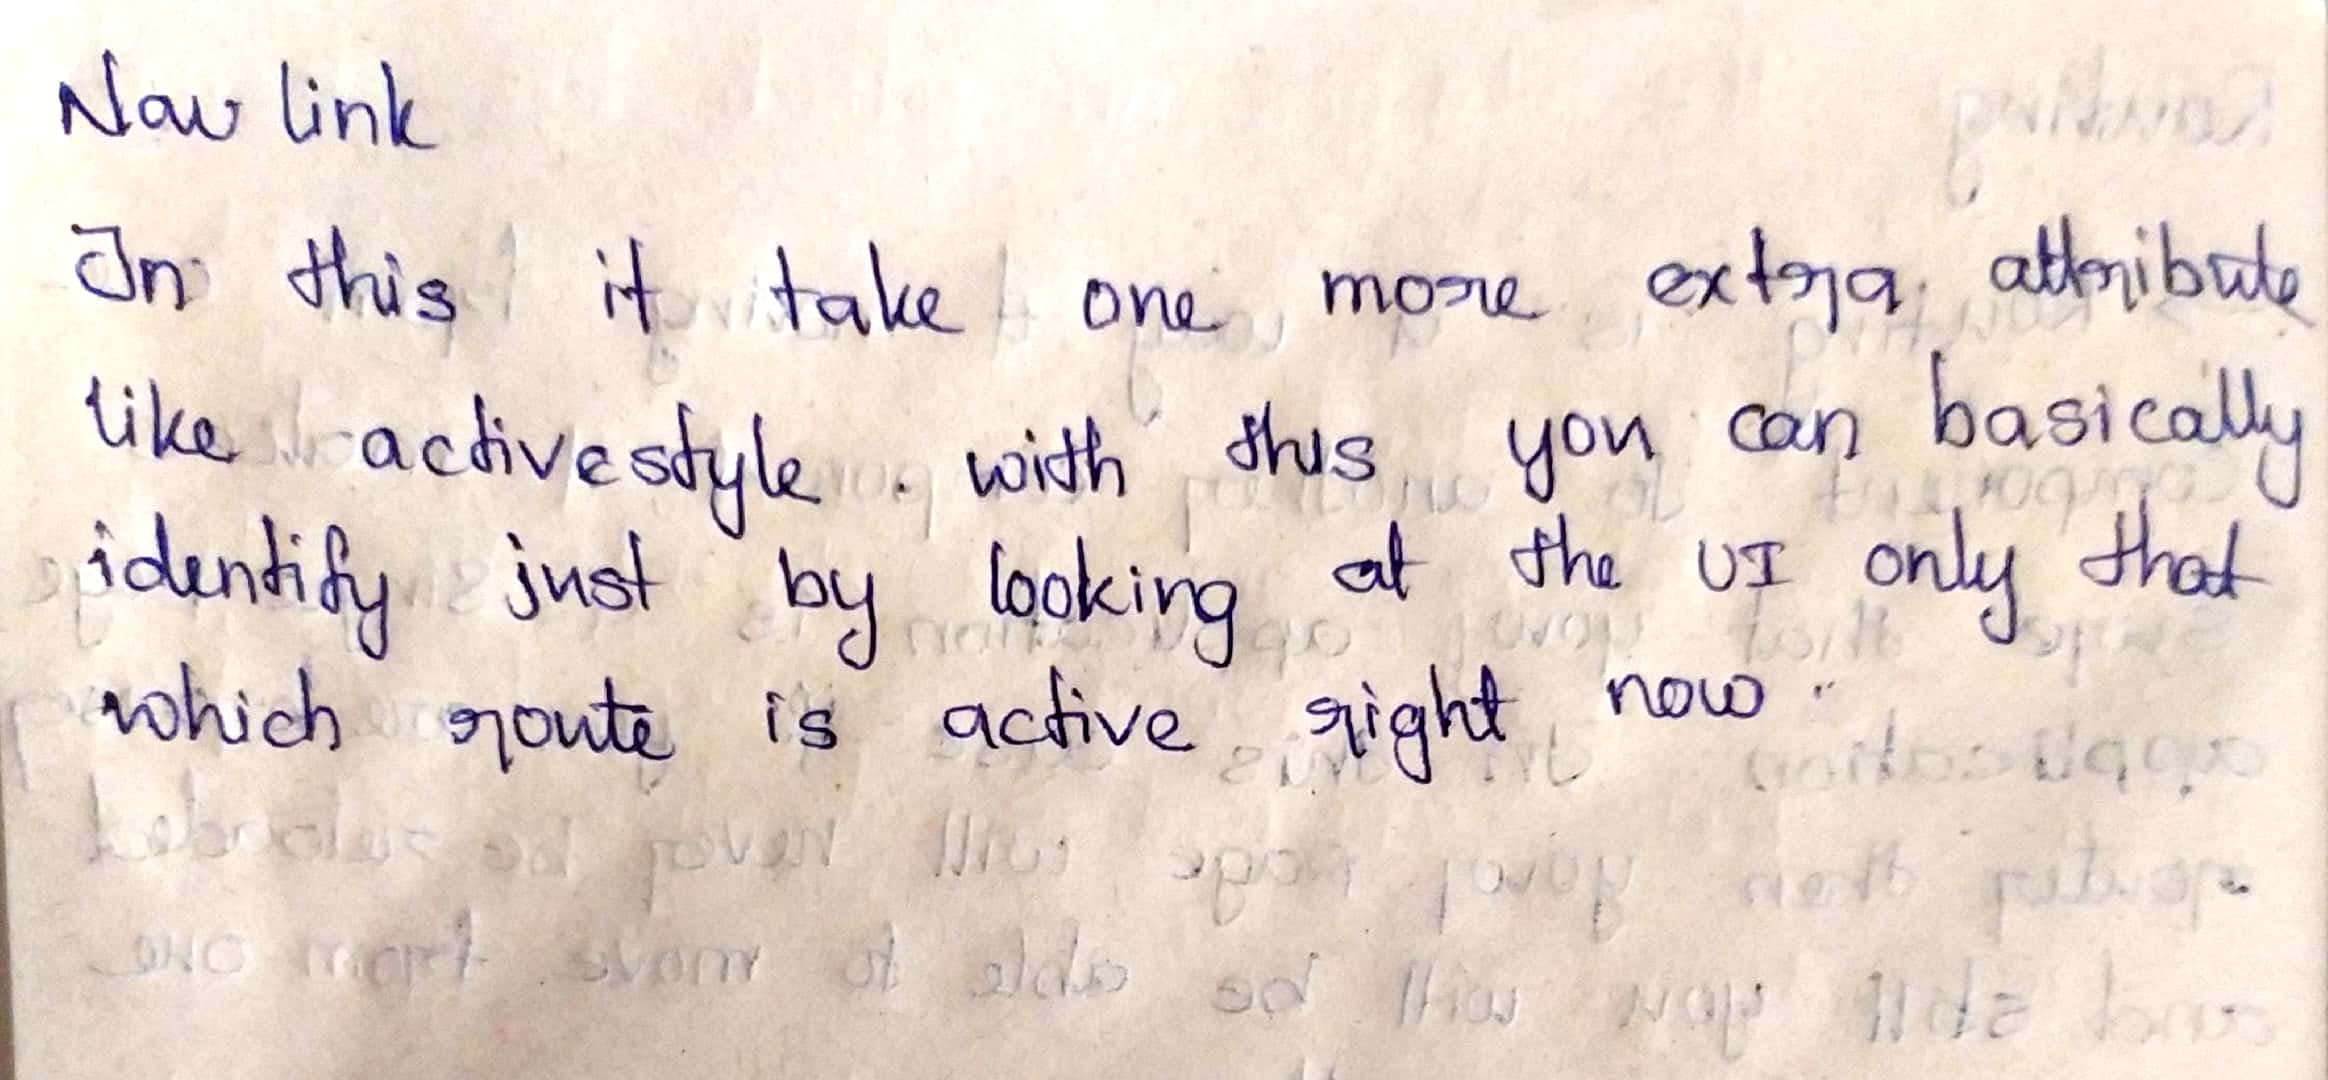 Nav link
In this it take one more extra attribute
like activestyle. with this you can basically
identify just by looking at the UI only that
which route is active right now.